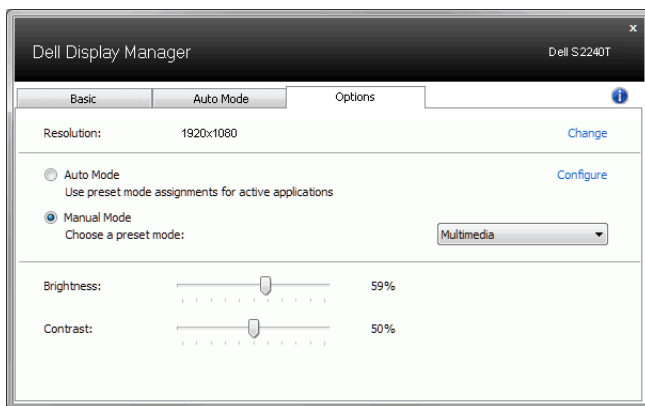 x
Dell Display Manager Dell S2240T
Basic Auto Mode Options
Resolution: 1920x1080 Change
Auto Mode Configure
Use preset mode assignments for active applications
Manual Mode
Choose a preset mode: Multimedia
Brightness: 59%
Contrast: 50%